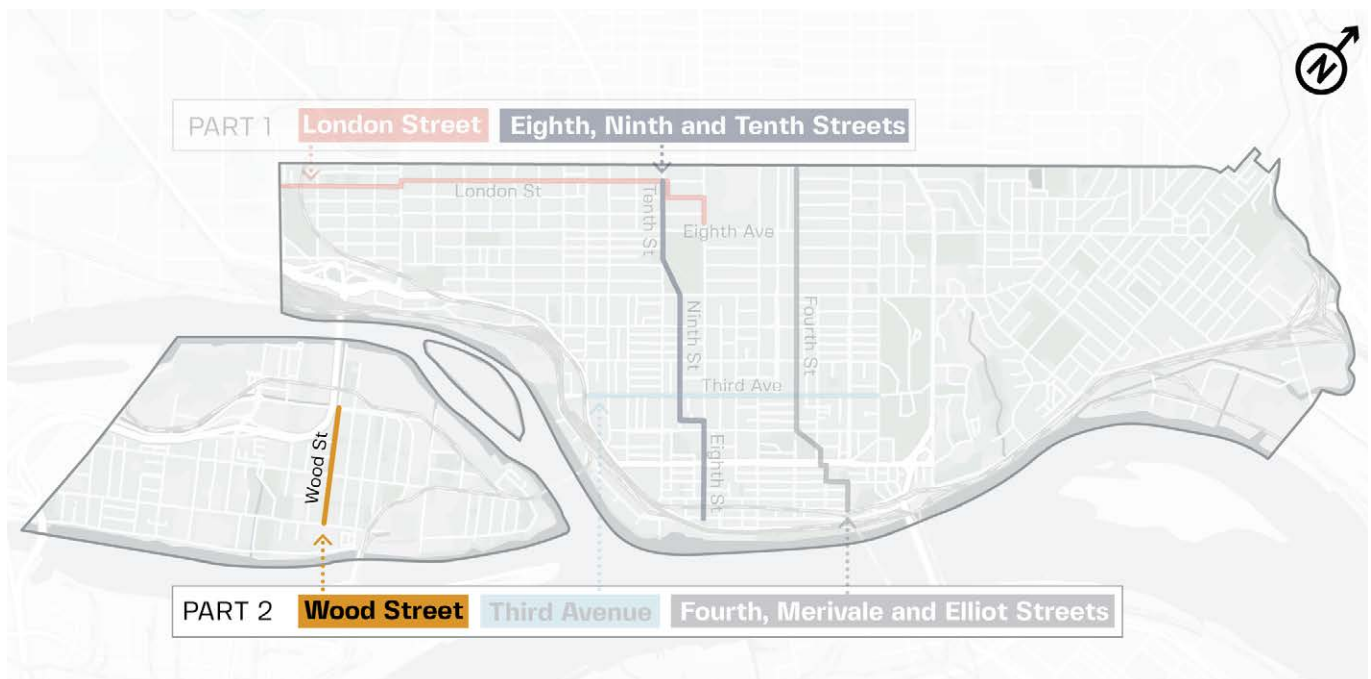 N
PART 1 London Street Eighth, Ninth and Tenth Streets
London St
Tenth St
Eighth Ave
Ninth St
Fourth St
Third Ave
Wood St
Eighth St
PART 2 Wood Street Third Avenue Fourth, Merivale and Elliot Streets